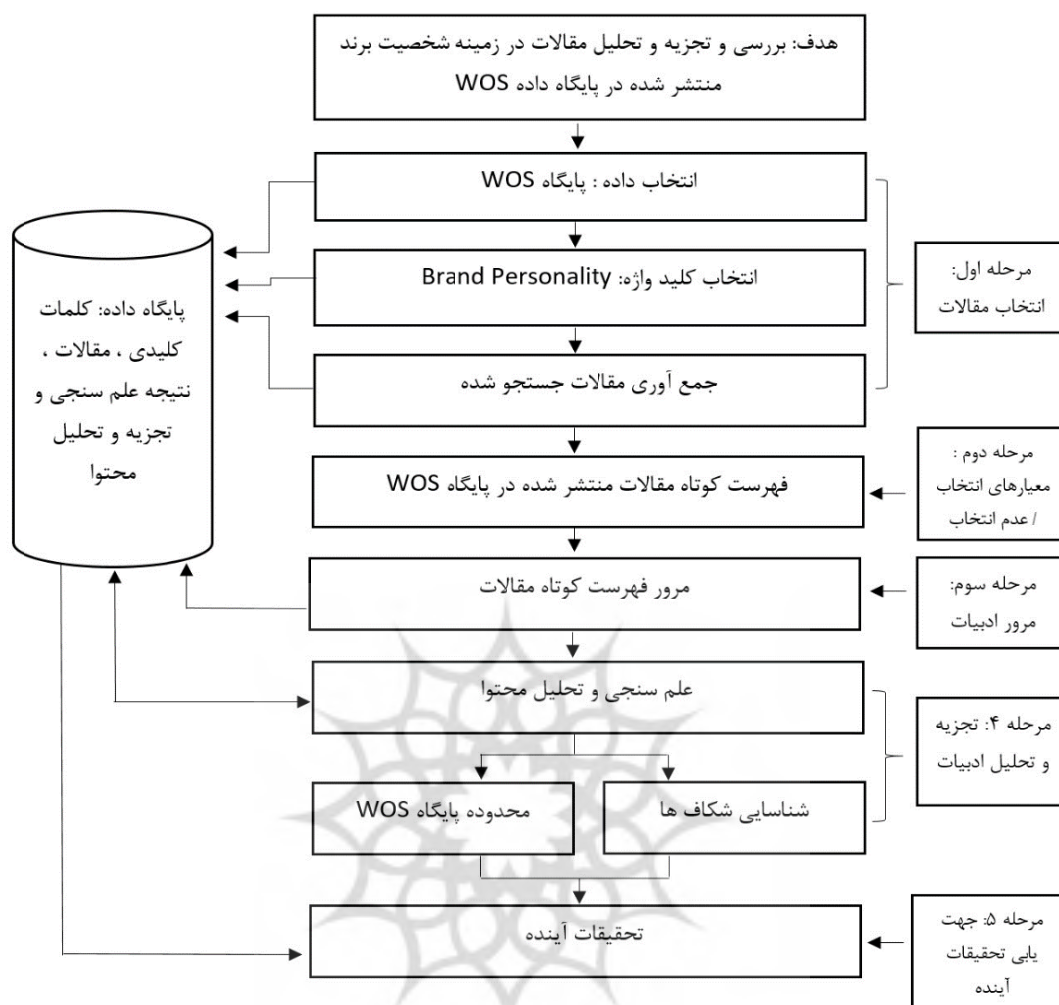 هدف: بررسی و تجزیه و تحلیل مقالات در زمینه شخصیت برند
منتشر شده در پایگاه داده WOS
انتخاب داده : پایگاه WOS
انتخاب کلید واژه: Brand Personality
جمع آوری مقالات جستجو شده
مرحله اول:
انتخاب مقالات
پایگاه داده: کلمات
کلیدی ، مقالات ،
نتیجه علم سنجی و
تجزیه و تحلیل
محتوا
فهرست کوتاه مقالات منتشر شده در پایگاه WOS
مرحله دوم :
معیارهای انتخاب
/ عدم انتخاب
مرور فهرست کوتاه مقالات
مرحله سوم:
مرور ادبیات
علم سنجی و تحلیل محتوا
شناسایی شکاف ها
محدوده پایگاه WOS
مرحله ۴: تجزیه
و تحلیل ادبیات
تحقیقات آینده
مرحله ۵: جهت
یابی تحقیقات
آینده